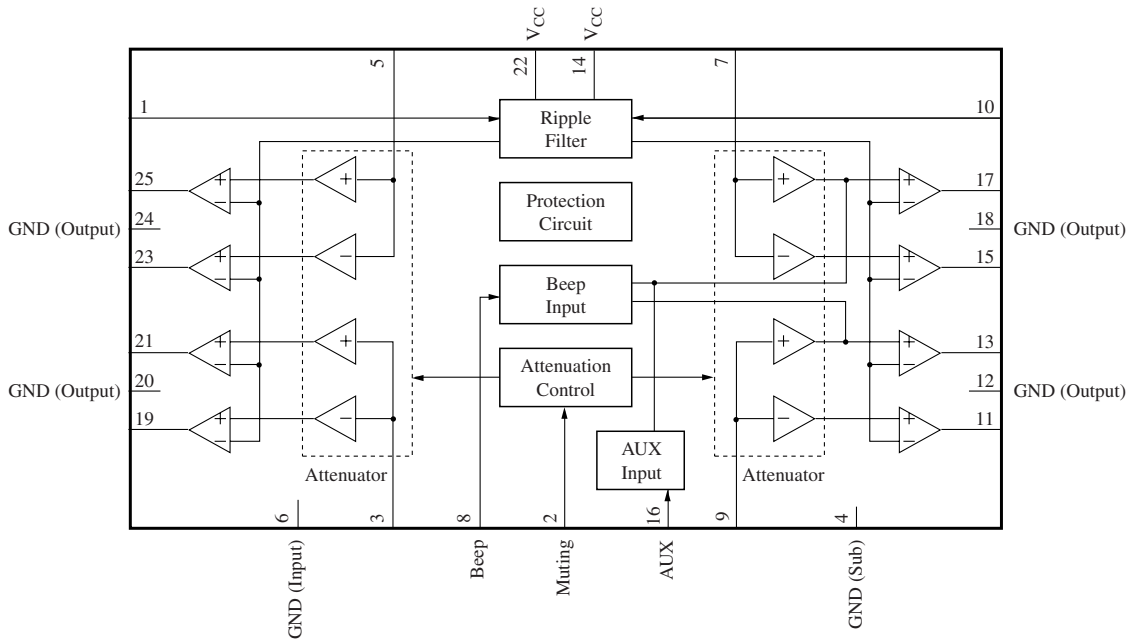 V_CC
V_CC
5
22
14
7
1
Ripple
Filter
10
25
+
−
+
+
+
−
17
GND (Output)
24
Protection
Circuit
18
GND (Output)
23
+
−
−
−
+
−
15
Beep
Input
21
+
−
+
+
+
−
13
GND (Output)
20
Attenuation
Control
12
GND (Output)
19
+
−
−
−
+
−
11
Attenuator
AUX
Input
Attenuator
6
3
8
2
16
9
4
GND (Input)
Beep
Muting
AUX
GND (Sub)